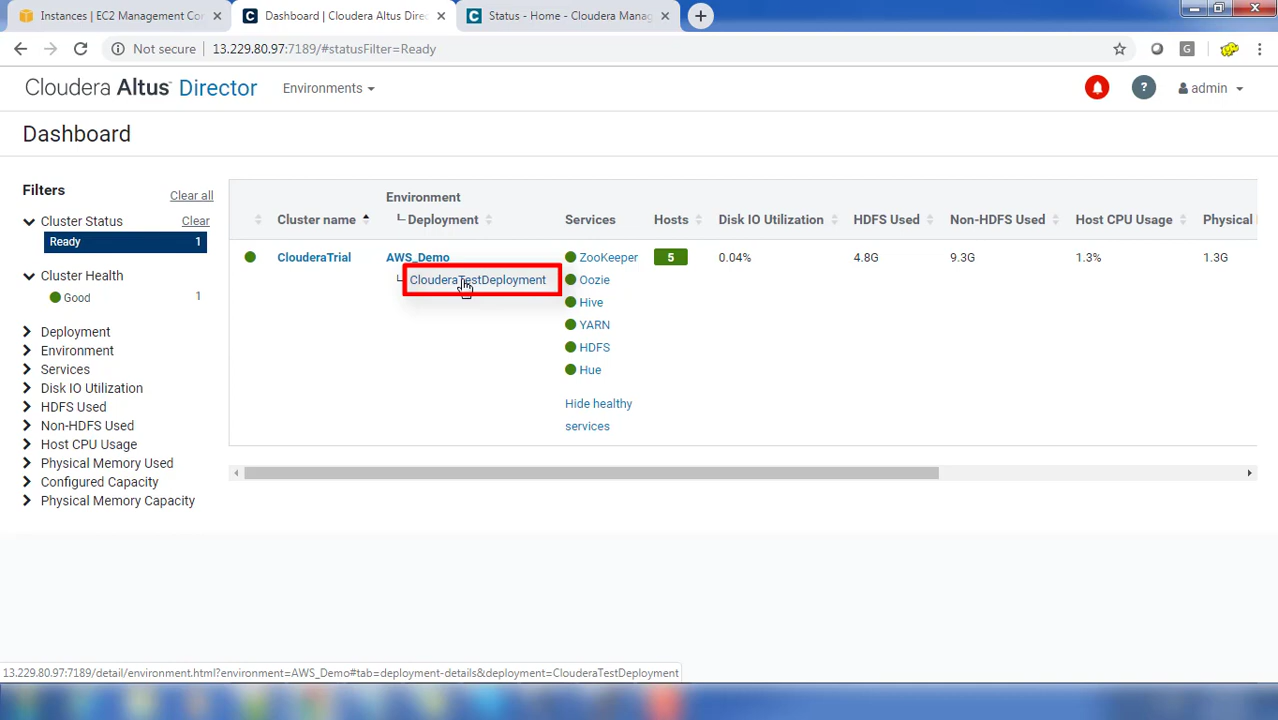 Instances | EC2 Management Con
Dashboard | Cloudera Altus Direc
Status - Home - Cloudera Manag
Not secure
13.229.80.97:7189/#statusFilter=Ready
G
Cloudera Altus Director
Environments
?
admin
Dashboard
Filters
Clear all
Cluster Status
Clear
Ready 1
Cluster Health
Good 1
Deployment
Environment
Services
Disk IO Utilization
HDFS Used
Non-HDFS Used
Host CPU Usage
Physical Memory Used
Configured Capacity
Physical Memory Capacity
Environment
Cluster name Deployment Services Hosts Disk IO Utilization HDFS Used Non-HDFS Used Host CPU Usage Physical
ClouderaTrial AWS_Demo ZooKeeper 5 0.04% 4.8G 9.3G 1.3% 1.3G
ClouderaTestDeployment Oozie
Hive
YARN
HDFS
Hue
Hide healthy
services
13.229.80.97:7189/detail/environment.html?environment=AWS_Demo#tab=deployment-details&deployment=ClouderaTestDeployment